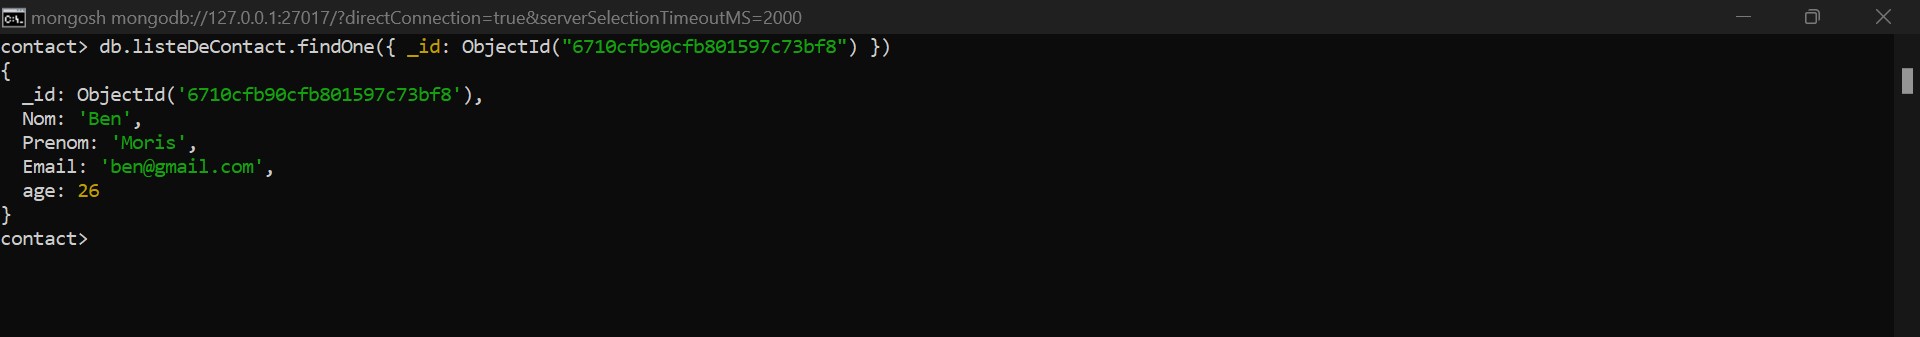 mongosh mongodb://127.0.0.1:27017/?directConnection=true&serverSelectionTimeoutMS=2000
contact> db.listeDeContact.findOne({ _id: ObjectId("6710cfb90cfb801597c73bf8") })
{
  _id: ObjectId('6710cfb90cfb801597c73bf8'),
  Nom: 'Ben',
  Prenom: 'Moris',
  Email: 'ben@gmail.com',
  age: 26
}
contact>